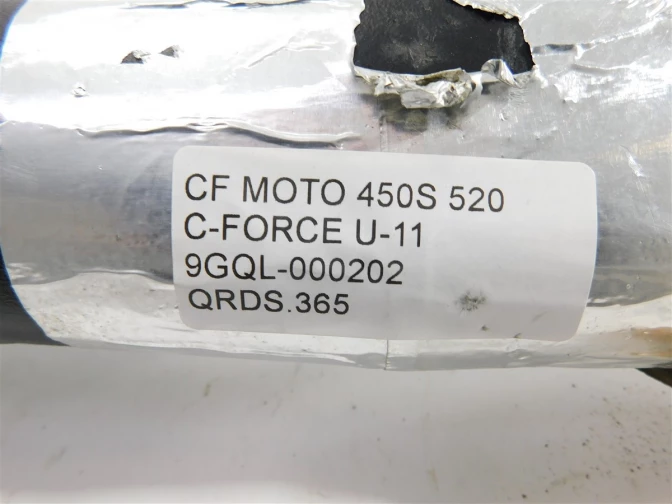 CF MOTO 450S 520
C-FORCE U-11
9GQL-000202
QRDS.365